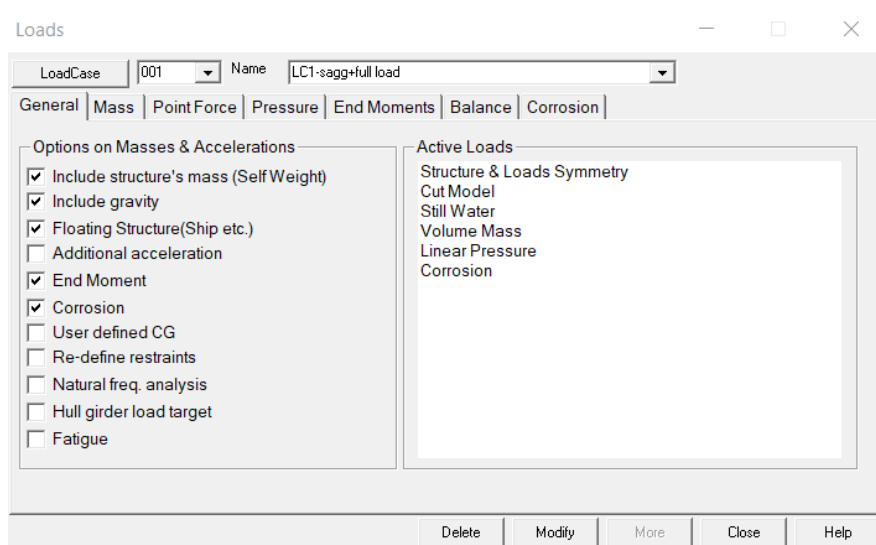 Loads
LoadCase 001 Name LC1-sagg+full load
General Mass Point Force Pressure End Moments Balance Corrosion
Options on Masses & Accelerations
Include structure's mass (Self Weight)
Include gravity
Floating Structure(Ship etc.)
Additional acceleration
End Moment
Corrosion
User defined CG
Re-define restraints
Natural freq. analysis
Hull girder load target
Fatigue
Active Loads
Structure & Loads Symmetry
Cut Model
Still Water
Volume Mass
Linear Pressure
Corrosion
Delete Modify More Close Help